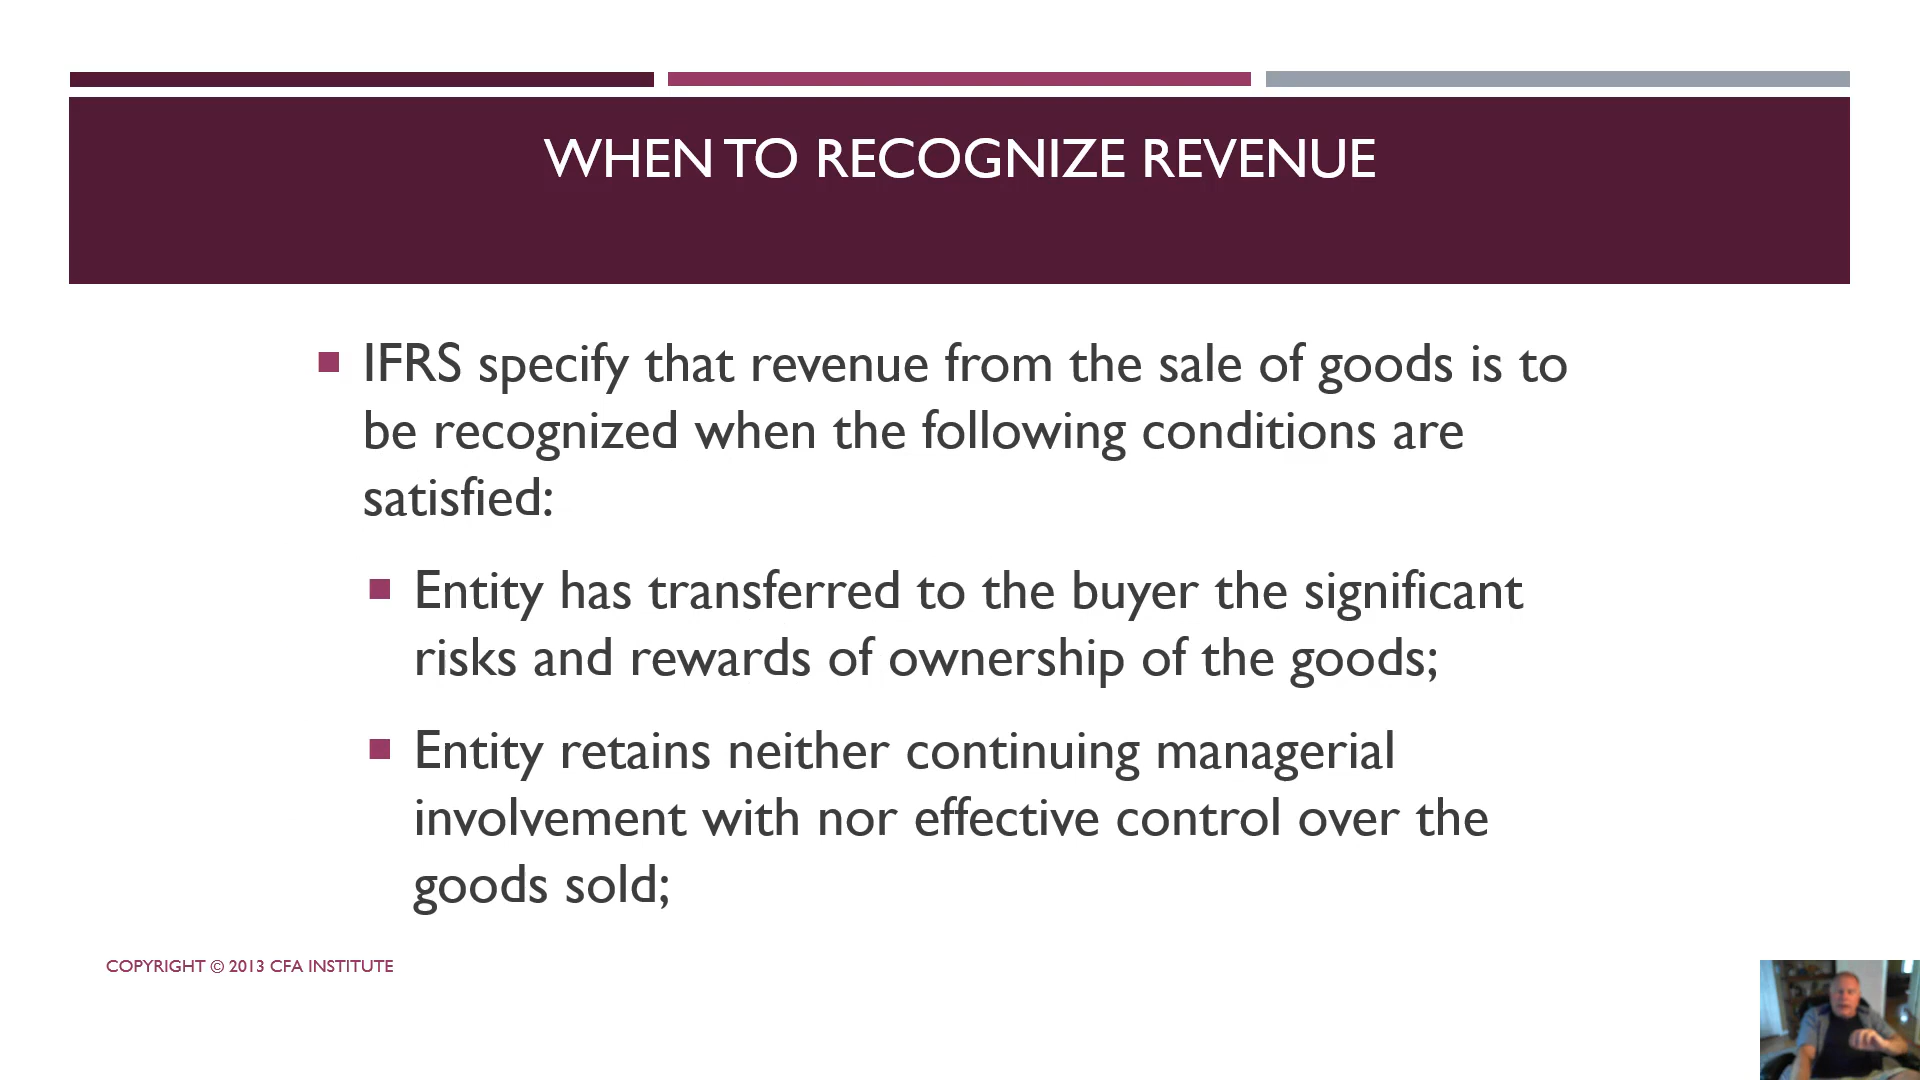 WHEN TO RECOGNIZE REVENUE
IFRS specify that revenue from the sale of goods is to
be recognized when the following conditions are
satisfied:
Entity has transferred to the buyer the significant
risks and rewards of ownership of the goods;
Entity retains neither continuing managerial
involvement with nor effective control over the
goods sold;
COPYRIGHT © 2013 CFA INSTITUTE